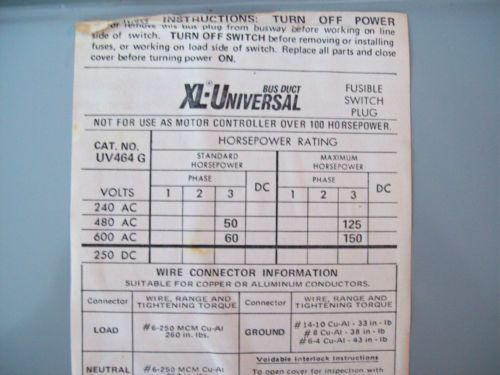 INSTRUCTIONS: TURN OFF POWER
or remove this bus plug from busway before working on line
side of switch. TURN OFF SWITCH before removing or installing
fuses, or working on load side of switch. Replace all parts and close
cover before turning power ON.
XL-UNIVERSAL BUS DUCT
FUSIBLE
SWITCH
PLUG
NOT FOR USE AS MOTOR CONTROLLER OVER 100 HORSEPOWER.
CAT. NO. HORSEPOWER RATING
UV464 G STANDARD HORSEPOWER MAXIMUM HORSEPOWER
PHASE DC PHASE DC
VOLTS 1 2 3 1 2 3
240 AC
480 AC 50 125
600 AC 60 150
250 DC
WIRE CONNECTOR INFORMATION
SUITABLE FOR COPPER OR ALUMINUM CONDUCTORS.
Connector WIRE, RANGE AND TIGHTENING TORQUE Connector WIRE, RANGE AND TIGHTENING TORQUE
LOAD #6-250 MCM Cu-Al 260 in. lbs. GROUND #14-10 Cu-Al - 33 in - lb
#8 Cu-Al - 38 in - lb
#6-4 Cu-Al - 43 in - lb
Voidable Interlock Instructions
NEUTRAL #6-250 MCM Cu-Al To open cover for inspection with